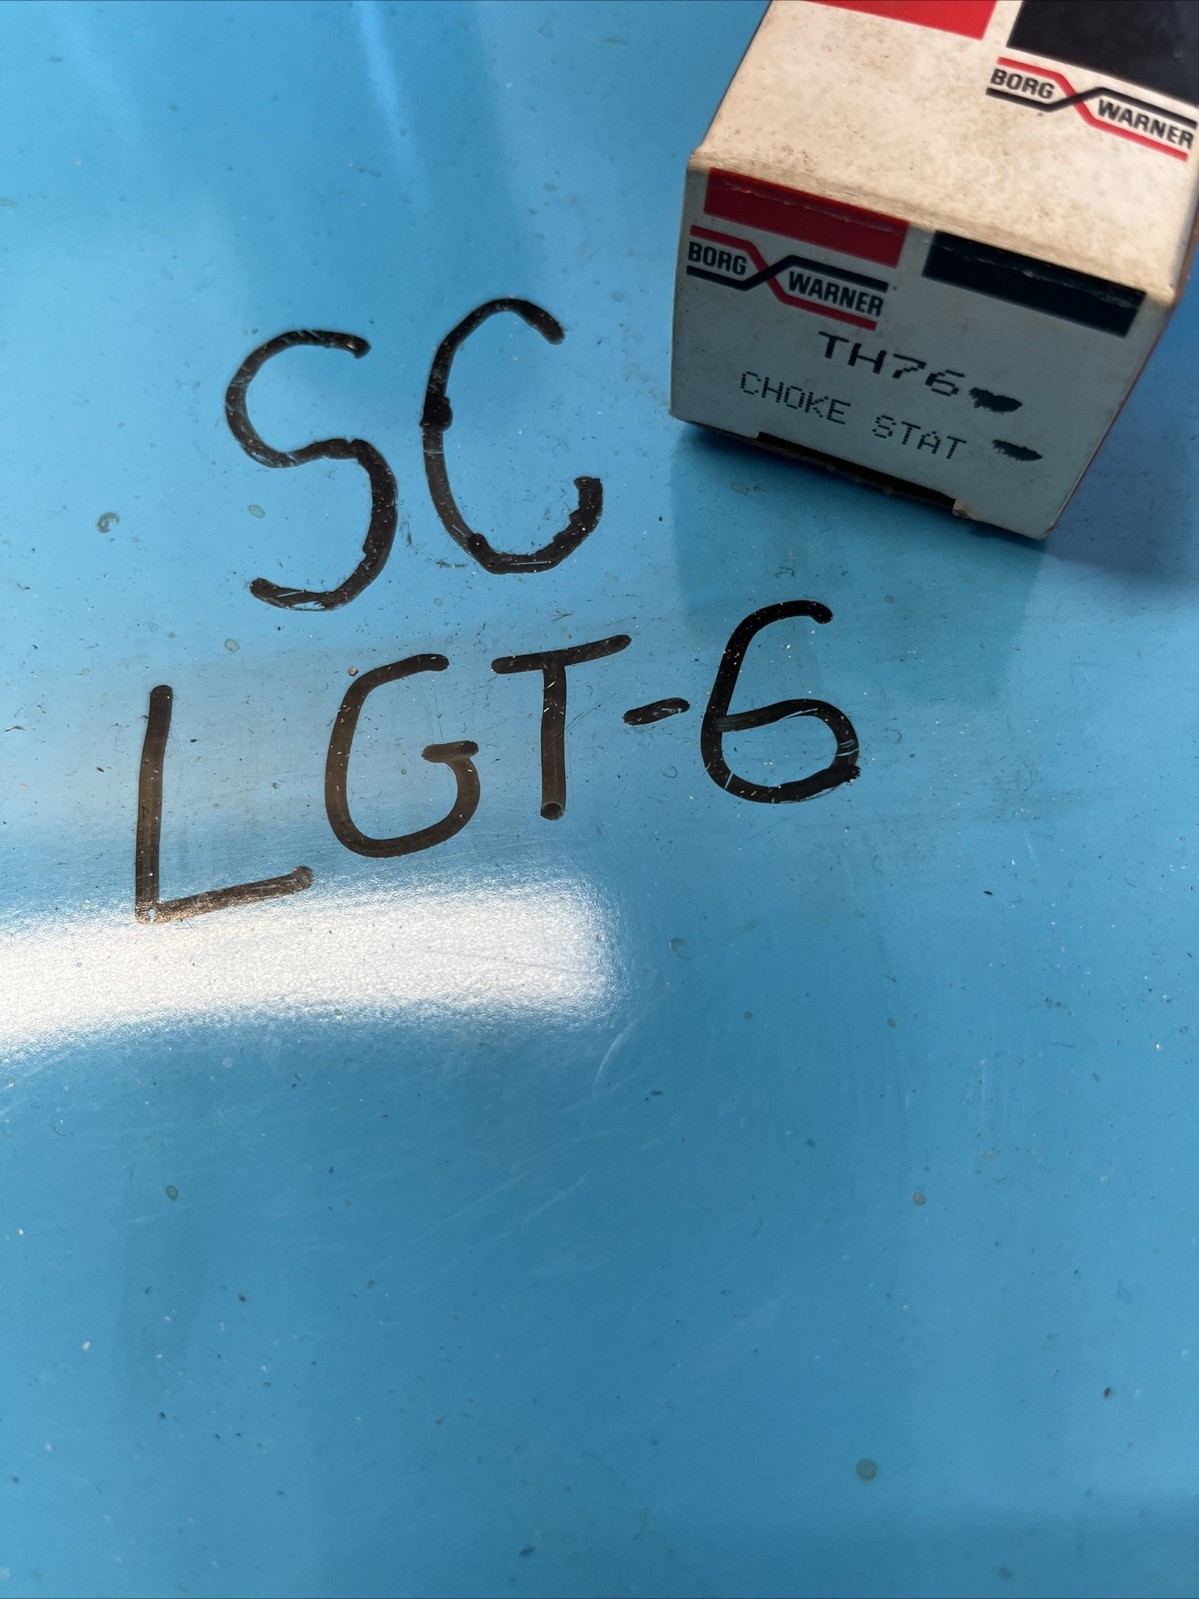 BORG WARNER
BORG WARNER
TH76
CHOKE STAT
SC
LGT-6